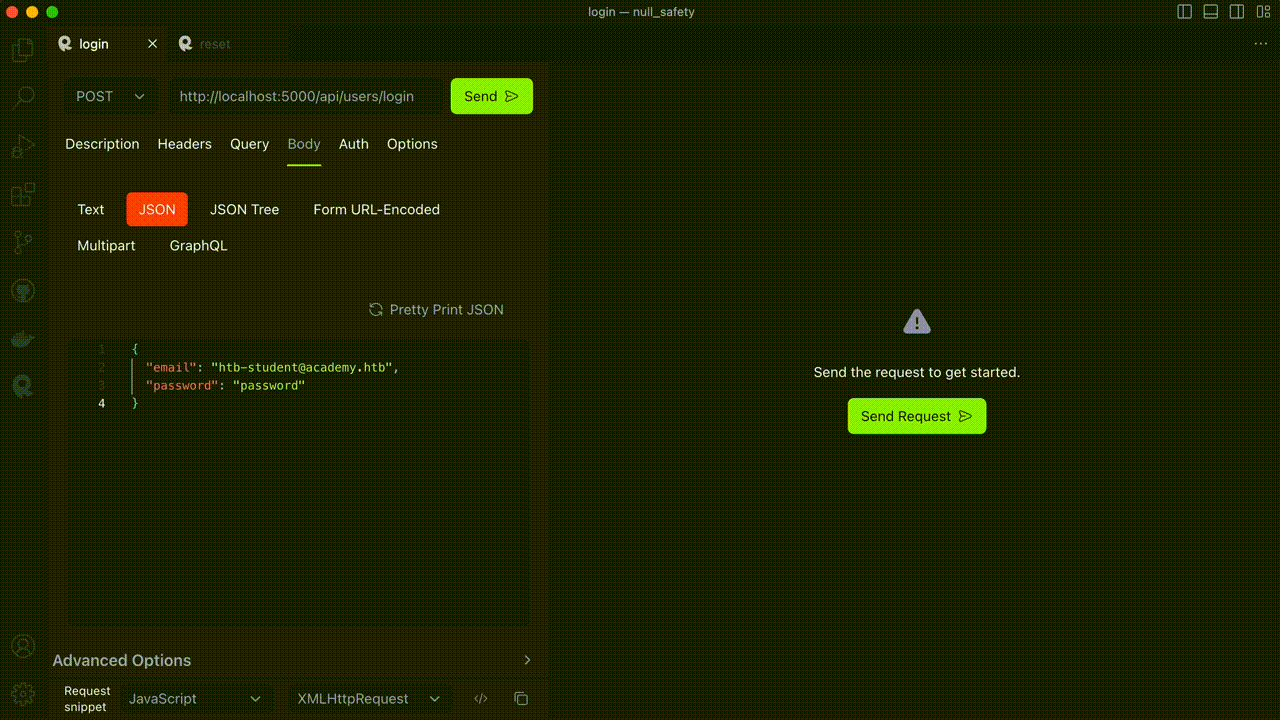 login — null_safety
login
reset
POST
http://localhost:5000/api/users/login
Send
Description Headers Query Body Auth Options
Text JSON JSON Tree Form URL-Encoded
Multipart GraphQL
Pretty Print JSON
1 {
2 "email": "htb-student@academy.htb",
3 "password": "password"
4 }
Advanced Options
Request snippet
JavaScript
XMLHttpRequest
Send the request to get started.
Send Request